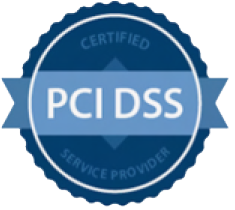 CERTIFIED
PCI DSS
SERVICE PROVIDER